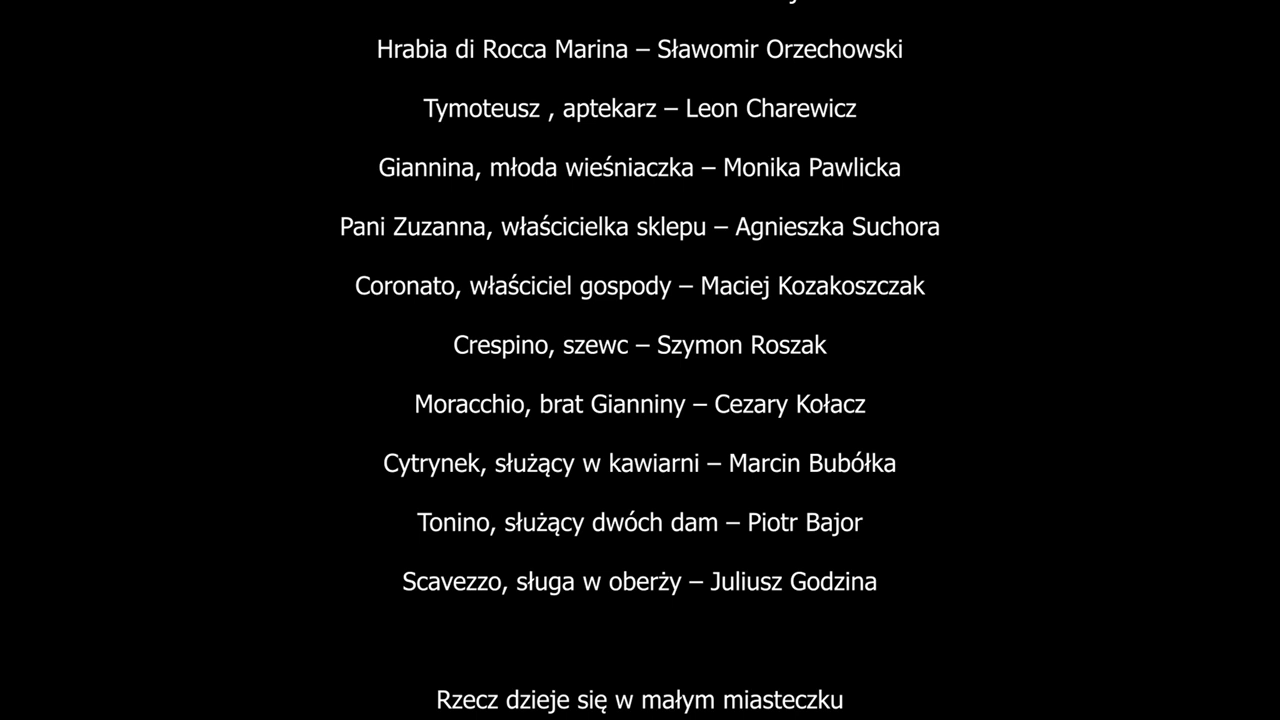 Hrabia di Rocca Marina – Sławomir Orzechowski
Tymoteusz , aptekarz – Leon Charewicz
Giannina, młoda wieśniaczka – Monika Pawlicka
Pani Zuzanna, właścicielka sklepu – Agnieszka Suchora
Coronato, właściciel gospody – Maciej Kozakoszczak
Crespino, szewc – Szymon Roszak
Moracchio, brat Gianniny – Cezary Kołacz
Cytrynek, służący w kawiarni – Marcin Bubółka
Tonino, służący dwóch dam – Piotr Bajor
Scavezzo, sługa w oberży – Juliusz Godzina
Rzecz dzieje się w małym miasteczku